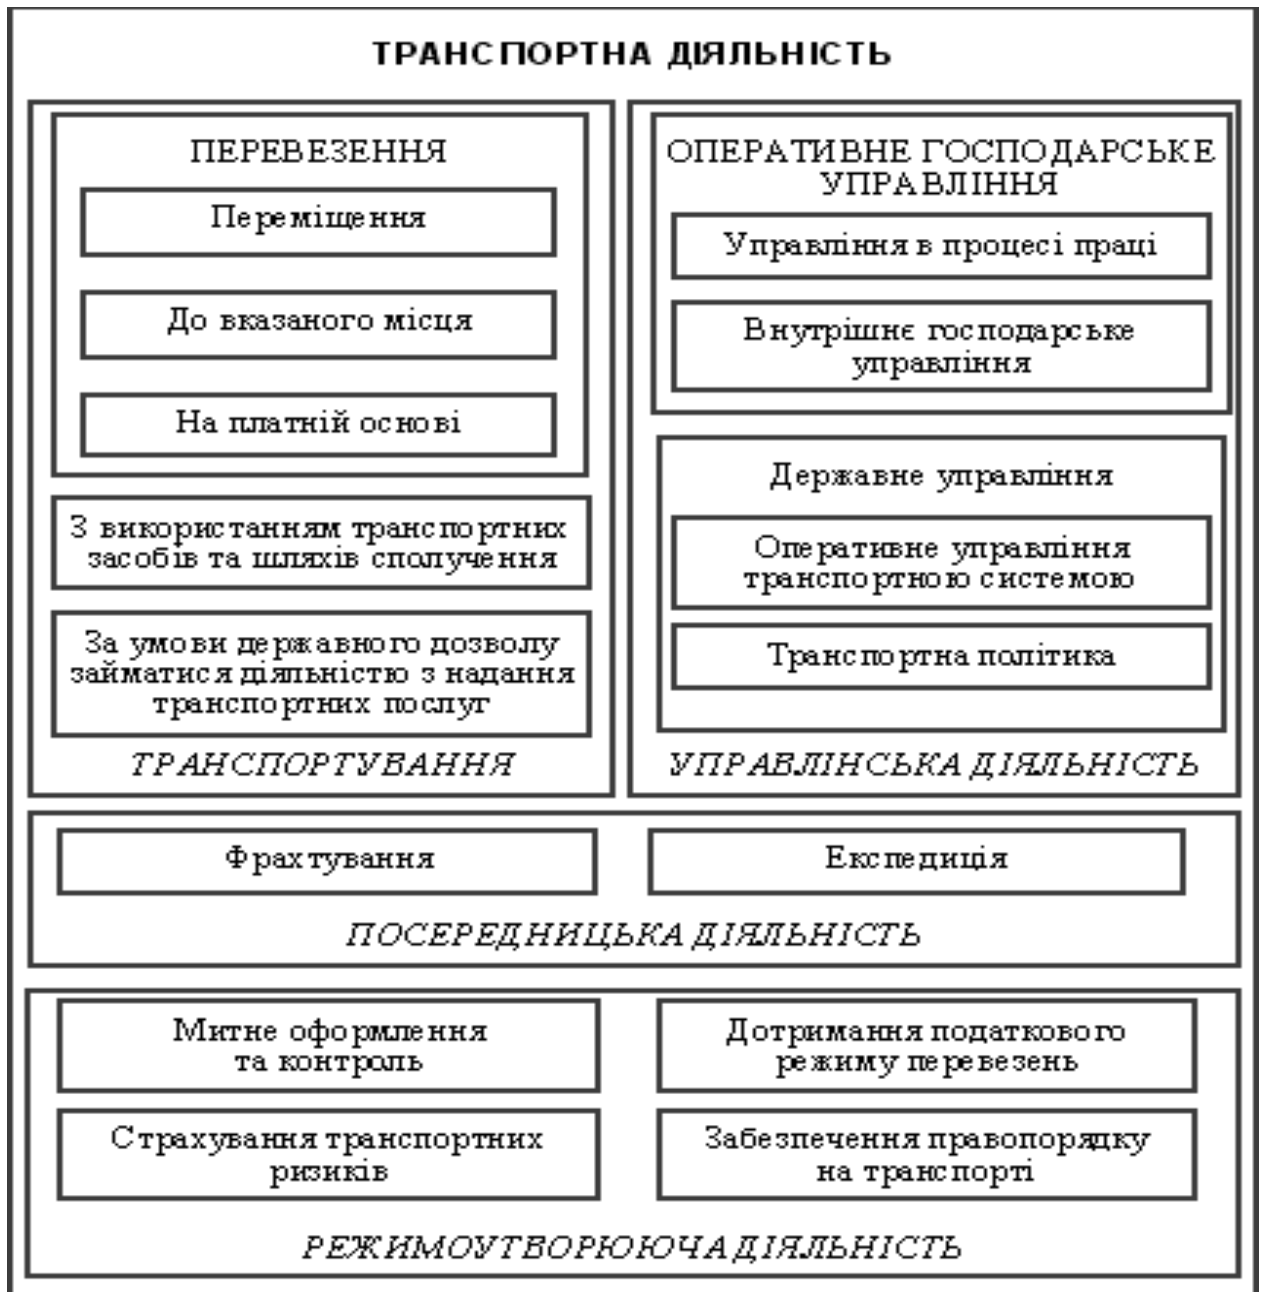 ТРАНСПОРТНА ДІЯЛЬНІСТЬ
ПЕРЕВЕЗЕННЯ
Переміщення
До вказаного місця
На платній основі
З використанням транспортних
засобів та шляхів сполучення
За умови державного дозволу
займатися діяльністю з надання
транспортних послуг
ТРАНСПОРТУВАННЯ
ОПЕРАТИВНЕ ГОСПОДАРСЬКЕ
УПРАВЛІННЯ
Управління в процесі праці
Внутрішнє господарське
управління
Державне управління
Оперативне управління
транспортною системою
Транспортна політика
УПРАВЛІНСЬКА ДІЯЛЬНІСТЬ
Фрахтування
Експедиція
ПОСЕРЕДНИЦЬКА ДІЯЛЬНІСТЬ
Митне оформлення
та контроль
Дотримання податкового
режиму перевезень
Страхування транспортних
ризиків
Забезпечення правопорядку
на транспорті
РЕЖИМОУТВОРЮЮЧА ДІЯЛЬНІСТЬ